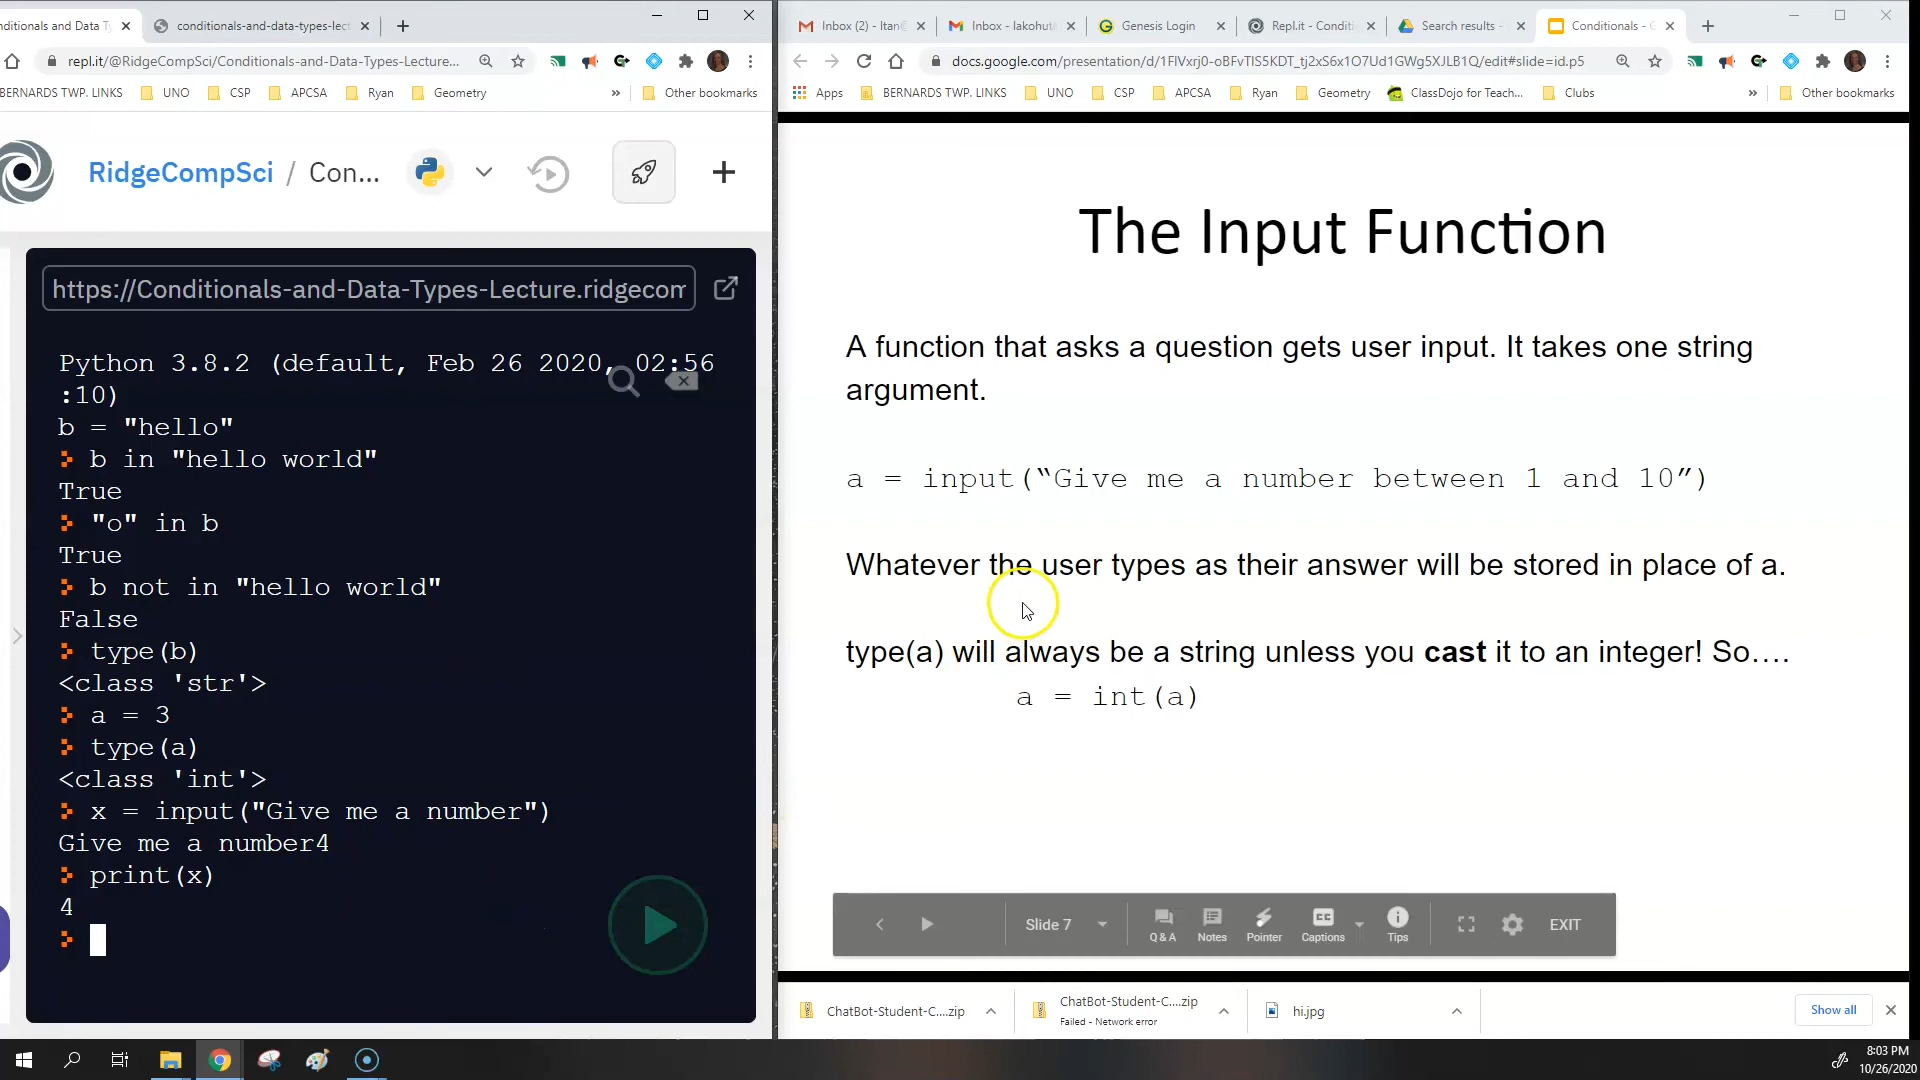 nditionals and Data T
conditionals-and-data-types-lect
repl.it/@RidgeCompSci/Conditionals-and-Data-Types-Lecture...
BERNARDS TWP. LINKS
UNO
CSP
APCSA
Ryan
Geometry
»
Other bookmarks
RidgeCompSci / Con...
https://Conditionals-and-Data-Types-Lecture.ridgecom
Python 3.8.2 (default, Feb 26 2020, 02:56
:10)
b = "hello"
b in "hello world"
True
"o" in b
True
b not in "hello world"
False
type(b)
<class 'str'>
a = 3
type(a)
<class 'int'>
x = input("Give me a number")
Give me a number4
print(x)
4
Inbox (2) - ltan
Inbox - lakohut
Genesis Login
Repl.it - Conditi
Search results -
Conditionals - G
docs.google.com/presentation/d/1FlVxrj0-oBFvTlS5KDT_tj2xS6x1O7Ud1GWg5XJLB1Q/edit#slide=id.p5
Apps
BERNARDS TWP. LINKS
UNO
CSP
APCSA
Ryan
Geometry
ClassDojo for Teach...
Clubs
»
Other bookmarks
The Input Function
A function that asks a question gets user input. It takes one string
argument.
a = input(“Give me a number between 1 and 10”)
Whatever the user types as their answer will be stored in place of a.
type(a) will always be a string unless you cast it to an integer! So….
a = int(a)
Slide 7
Q & A
Notes
Pointer
CC
Captions
Tips
EXIT
ChatBot-Student-C....zip
ChatBot-Student-C....zip
Failed - Network error
hi.jpg
Show all
8:03 PM
10/26/2020